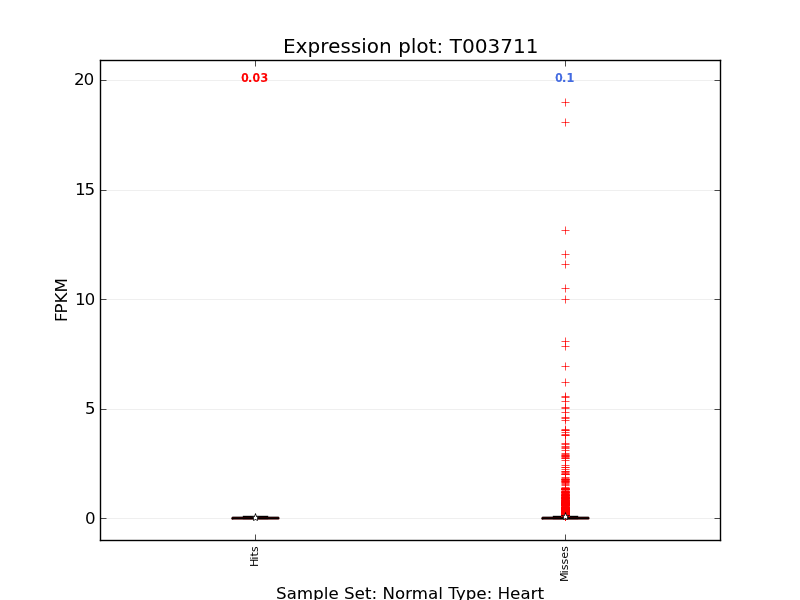 Expression plot: T003711
0.03
0.1
20
15
10
5
0
FPKM
Hits
Misses
Sample Set: Normal Type: Heart